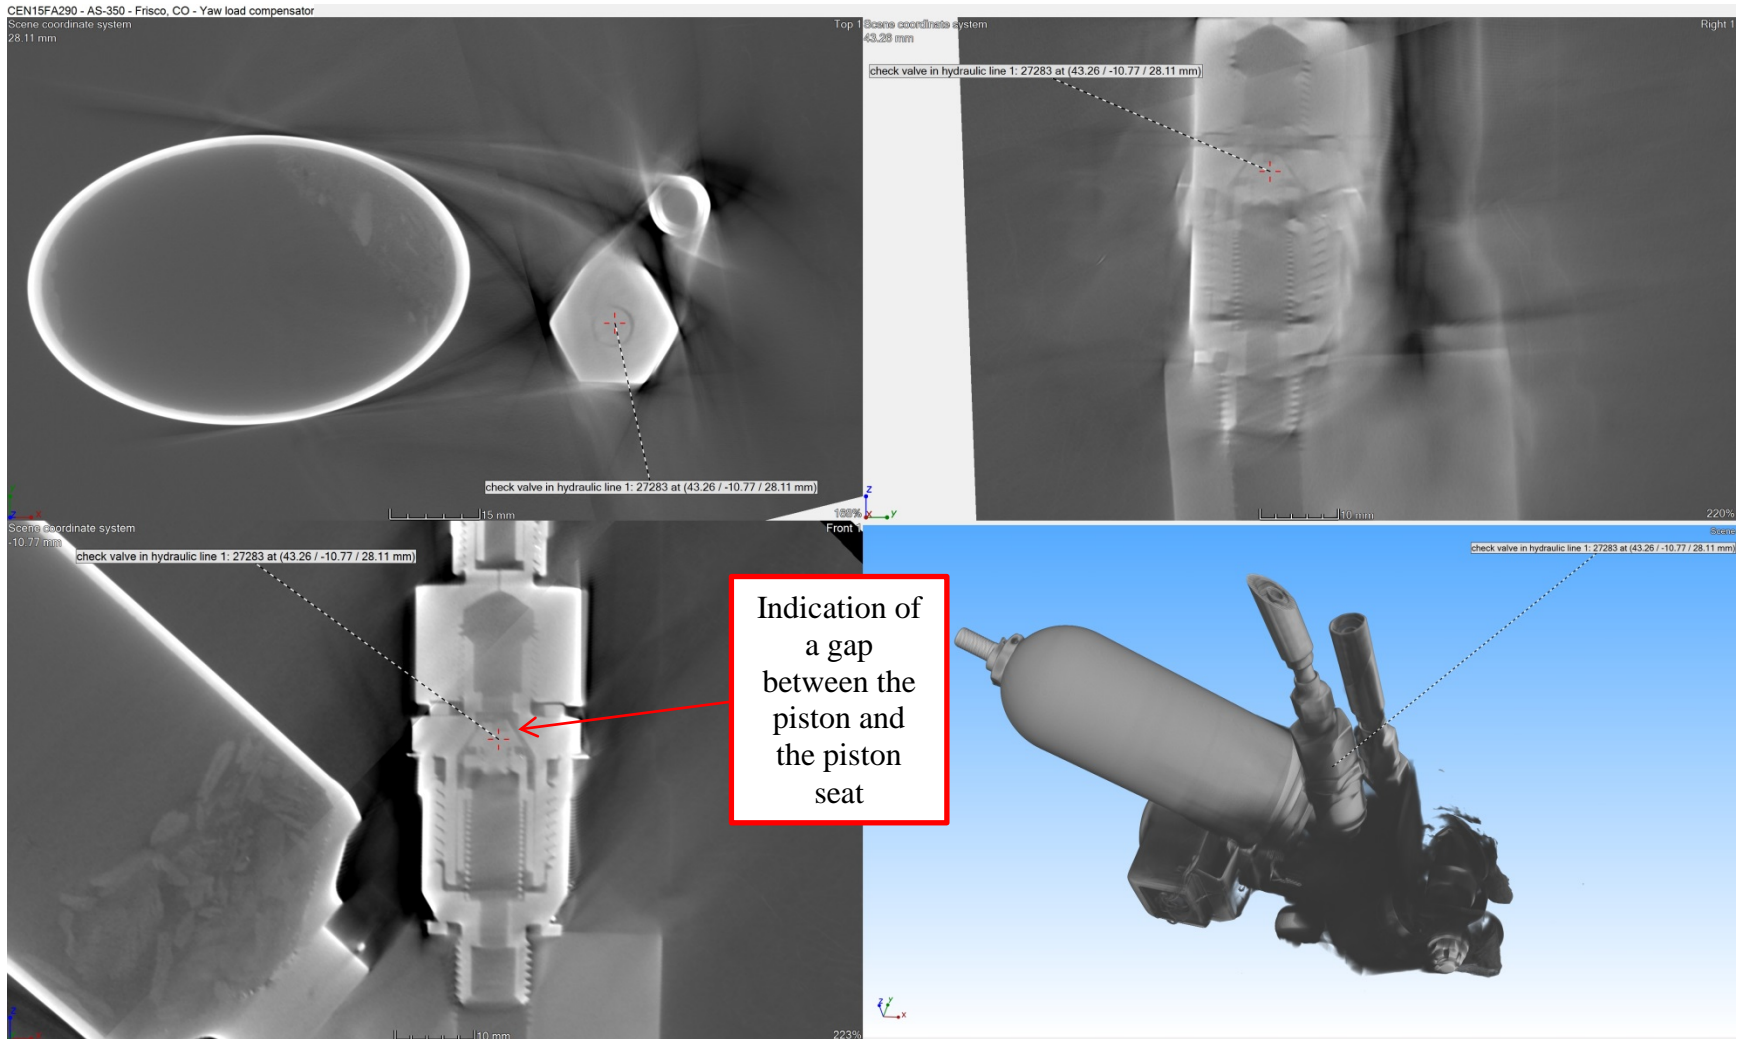 CEN15FA290 - AS-350 - Frisco, CO - Yaw load compensator
Scene coordinate system
28.11 mm
Top 1
check valve in hydraulic line 1: 27283 at (43.26 / -10.77 / 28.11 mm)
15 mm
168%
Scene coordinate system
43.26 mm
Right 1
check valve in hydraulic line 1: 27283 at (43.26 / -10.77 / 28.11 mm)
z
x
y
10 mm
220%
Scene coordinate system
-10.77 mm
Front 1
check valve in hydraulic line 1: 27283 at (43.26 / -10.77 / 28.11 mm)
Indication of
a gap
between the
piston and
the piston
seat
10 mm
223%
Scene
check valve in hydraulic line 1: 27283 at (43.26 / -10.77 / 28.11 mm)
z y
x